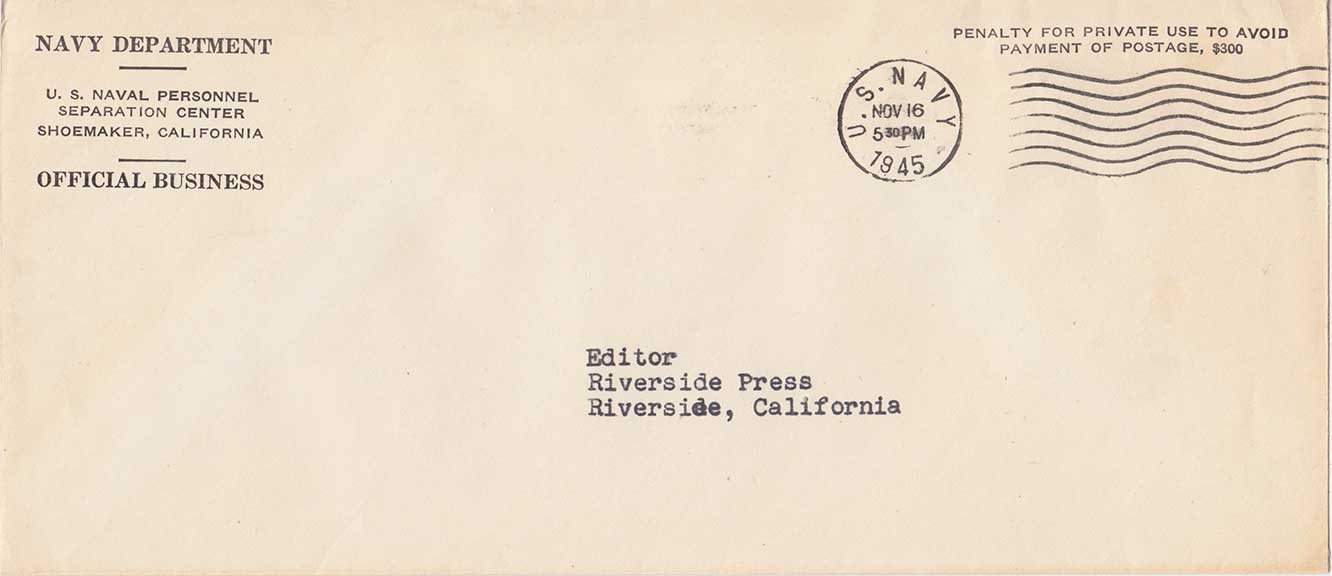 NAVY DEPARTMENT
U. S. NAVAL PERSONNEL
SEPARATION CENTER
SHOEMAKER, CALIFORNIA
OFFICIAL BUSINESS
PENALTY FOR PRIVATE USE TO AVOID
PAYMENT OF POSTAGE, $300
U.S. NAVY
NOV 16
5 30 PM
1945
Editor
Riverside Press
Riverside, California